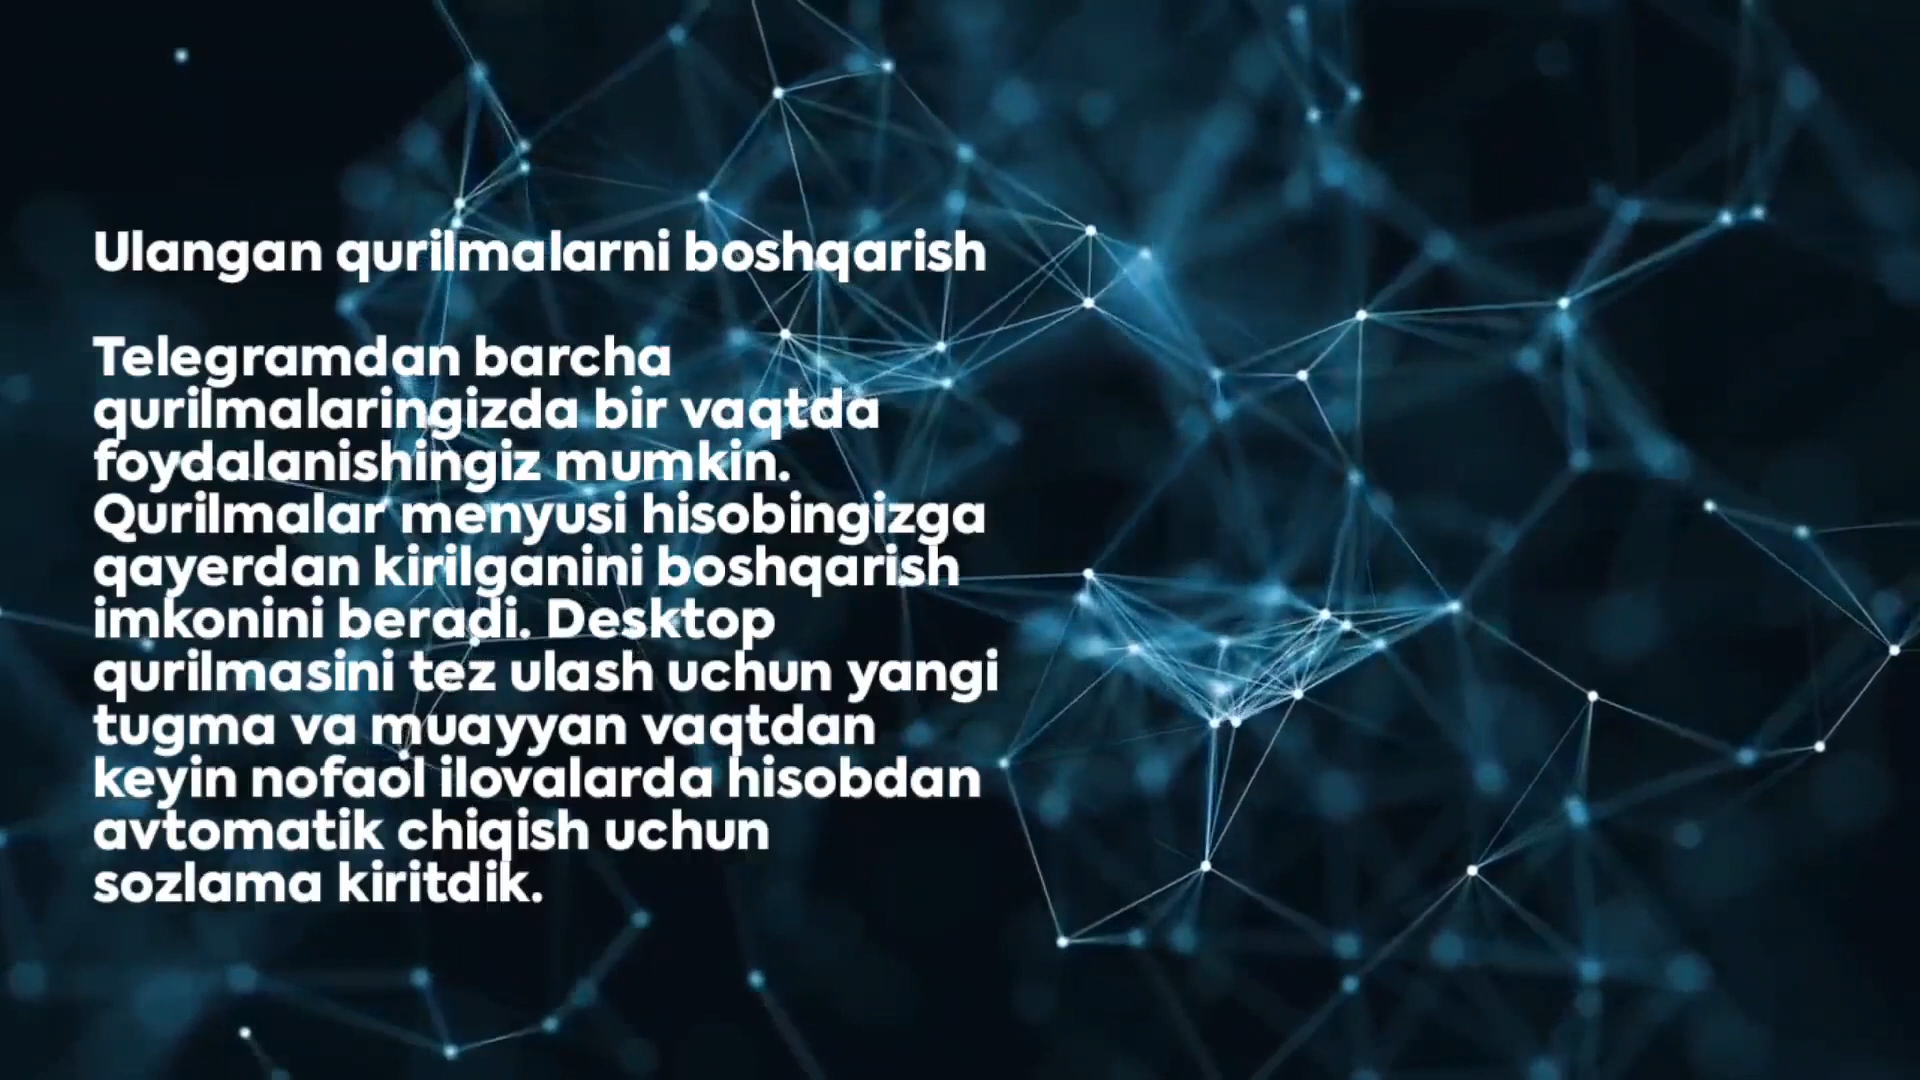 Ulangan qurilmalarni boshqarish
Telegramdan barcha
qurilmalaringizda bir vaqtda
foydalanishingiz mumkin.
Qurilmalar menyusi hisobingizga
qayerdan kirilganini boshqarish
imkonini beradi. Desktop
qurilmasini tez ulash uchun yangi
tugma va muayyan vaqtdan
keyin nofaol ilovalarda hisobdan
avtomatik chiqish uchun
sozlama kiritdik.